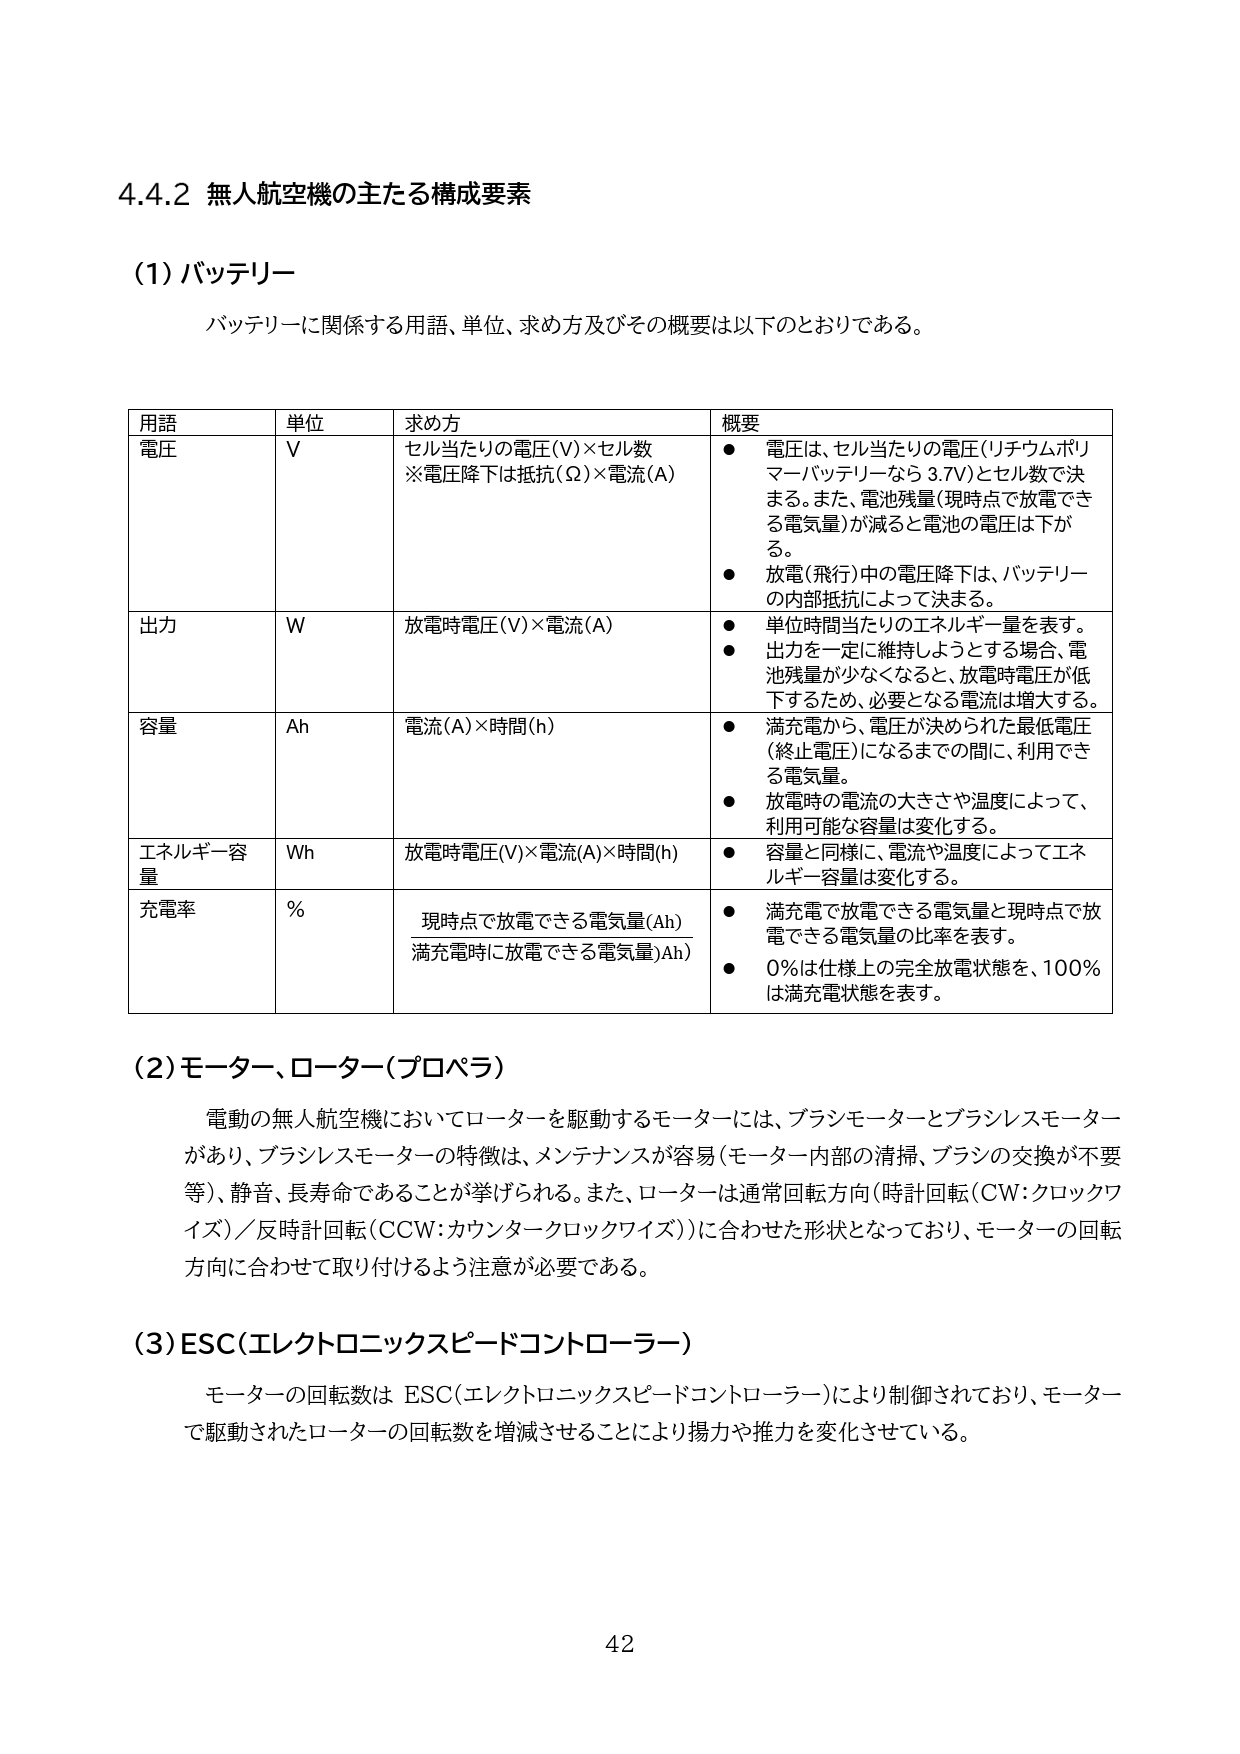 4.4.2 無人航空機の主たる構成要素
（1）バッテリー
バッテリーに関係する用語、単位、求め方及びその概要は以下のとおりである。
用語 単位 求め方 概要
電圧 V セル当たりの電圧(V)×セル数
※電圧降下は抵抗(Ω)×電流(A)
● 電圧は、セル当たりの電圧(リチウムポリ
マーバッテリーなら 3.7V)とセル数で決
まる。また、電池残量(現時点で放電でき
る電気量)が減ると電池の電圧は下が
る。
● 放電(飛行)中の電圧降下は、バッテリー
の内部抵抗によって決まる。
出力 W 放電時電圧(V)×電流(A)
● 単位時間当たりのエネルギー量を表す。
● 出力を一定に維持しようとする場合、電
池残量が少なくなると、放電時電圧が低
下するため、必要となる電流は増大する。
容量 Ah 電流(A)×時間(h)
● 満充電から、電圧が決められた最低電圧
(終止電圧)になるまでの間に、利用でき
る電気量。
● 放電時の電流の大きさや温度によって、
利用可能な容量は変化する。
エネルギー容
量 Wh 放電時電圧(V)×電流(A)×時間(h)
● 容量と同様に、電流や温度によってエネ
ルギー容量は変化する。
充電率 %
現時点で放電できる電気量(Ah)
満充電時に放電できる電気量)Ah)
● 満充電で放電できる電気量と現時点で放
電できる電気量の比率を表す。
● 0%は仕様上の完全放電状態を、100%
は満充電状態を表す。
（2）モーター、ローター(プロペラ)
電動の無人航空機においてローターを駆動するモーターには、ブラシモーターとブラシレスモーター
があり、ブラシレスモーターの特徴は、メンテナンスが容易(モーター内部の清掃、ブラシの交換が不要
等)、静音、長寿命であることが挙げられる。また、ローターは通常回転方向(時計回転(CW:クロックワ
イズ)／反時計回転(CCW:カウンタークロックワイズ))に合わせた形状となっており、モーターの回転
方向に合わせて取り付けるよう注意が必要である。
（3）ESC(エレクトロニックスピードコントローラー)
モーターの回転数は ESC(エレクトロニックスピードコントローラー)により制御されており、モーター
で駆動されたローターの回転数を増減させることにより揚力や推力を変化させている。
42